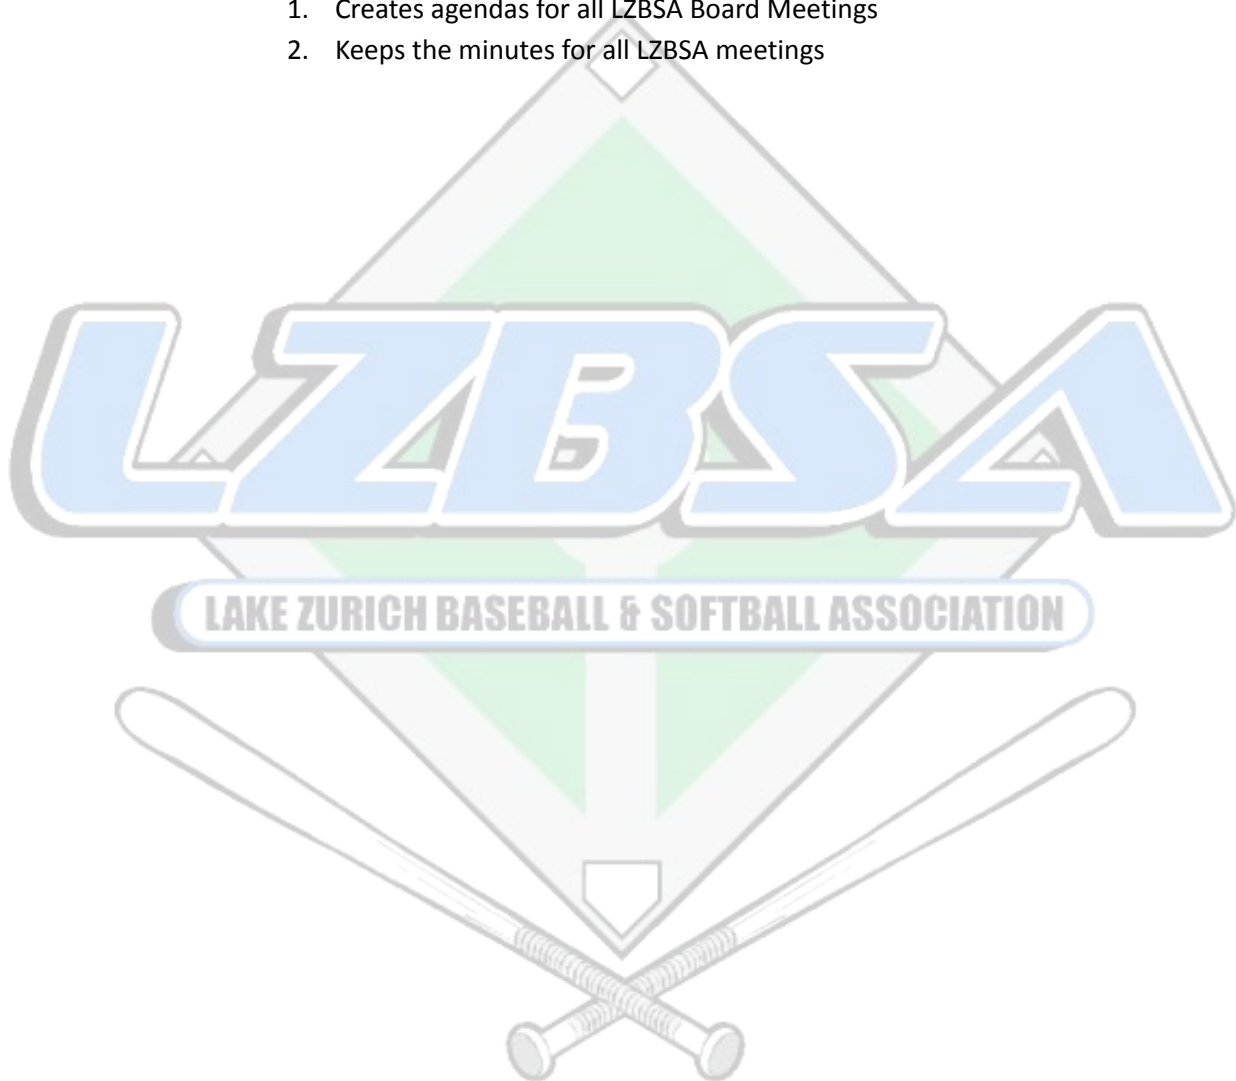 1. Creates agendas for all LZBSA Board Meetings
2. Keeps the minutes for all LZBSA meetings
LZBSA
LAKE ZURICH BASEBALL & SOFTBALL ASSOCIATION